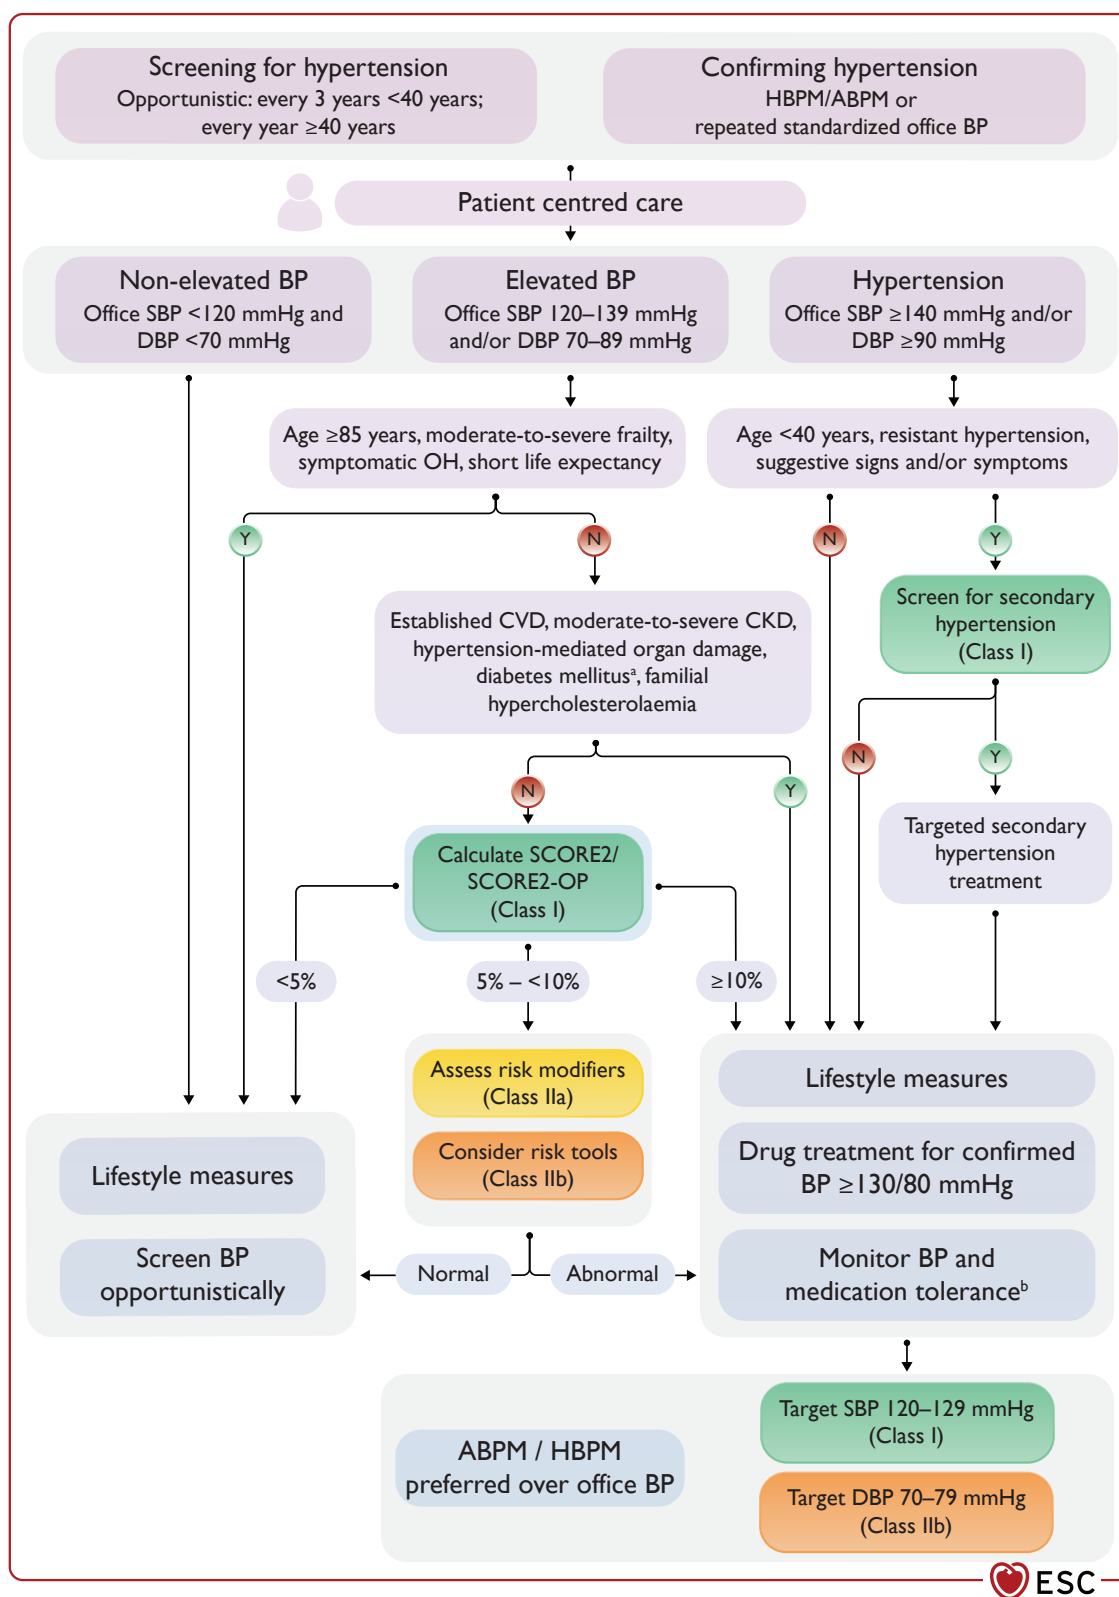 Screening for hypertension
Opportunistic: every 3 years <40 years;
every year ≥40 years
Confirming hypertension
HBPM/ABPM or
repeated standardized office BP
Patient centred care
Non-elevated BP
Office SBP <120 mmHg and
DBP <70 mmHg
Elevated BP
Office SBP 120–139 mmHg
and/or DBP 70–89 mmHg
Hypertension
Office SBP ≥140 mmHg and/or
DBP ≥90 mmHg
Age ≥85 years, moderate-to-severe frailty,
symptomatic OH, short life expectancy
Age <40 years, resistant hypertension,
suggestive signs and/or symptoms
Y
N
N
Y
Screen for secondary
hypertension
(Class I)
Established CVD, moderate-to-severe CKD,
hypertension-mediated organ damage,
diabetes mellitusᵃ, familial
hypercholesterolaemia
N
Y
N
Y
Calculate SCORE2/
SCORE2-OP
(Class I)
Targeted secondary
hypertension
treatment
<5%
5% – <10%
≥10%
Assess risk modifiers
(Class IIa)
Consider risk tools
(Class IIb)
Lifestyle measures
Drug treatment for confirmed
BP ≥130/80 mmHg
Monitor BP and
medication toleranceᵇ
Lifestyle measures
Screen BP
opportunistically
Normal
Abnormal
ABPM / HBPM
preferred over office BP
Target SBP 120–129 mmHg
(Class I)
Target DBP 70–79 mmHg
(Class IIb)
ESC